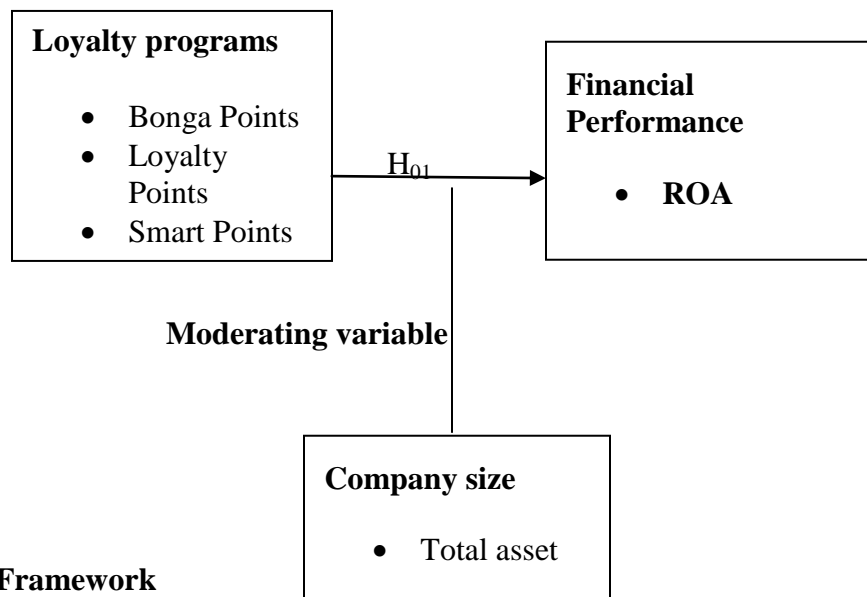 Loyalty programs
• Bonga Points
• Loyalty
Points
• Smart Points
H01
Financial
Performance
• ROA
Moderating variable
Company size
• Total asset
Framework